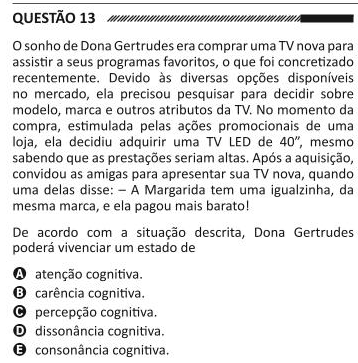 QUESTÃO 13
O sonho de Dona Gertrudes era comprar uma TV nova para
assistir a seus programas favoritos, o que foi concretizado
recentemente. Devido às diversas opções disponíveis
no mercado, ela precisou pesquisar para decidir sobre
modelo, marca e outros atributos da TV. No momento da
compra, estimulada pelas ações promocionais de uma
loja, ela decidiu adquirir uma TV LED de 40”, mesmo
sabendo que as prestações seriam altas. Após a aquisição,
convidou as amigas para apresentar sua TV nova, quando
uma delas disse: – A Margarida tem uma igualzinha, da
mesma marca, e ela pagou mais barato!
De acordo com a situação descrita, Dona Gertrudes
poderá vivenciar um estado de
A atenção cognitiva.
B carência cognitiva.
C percepção cognitiva.
D dissonância cognitiva.
E consonância cognitiva.